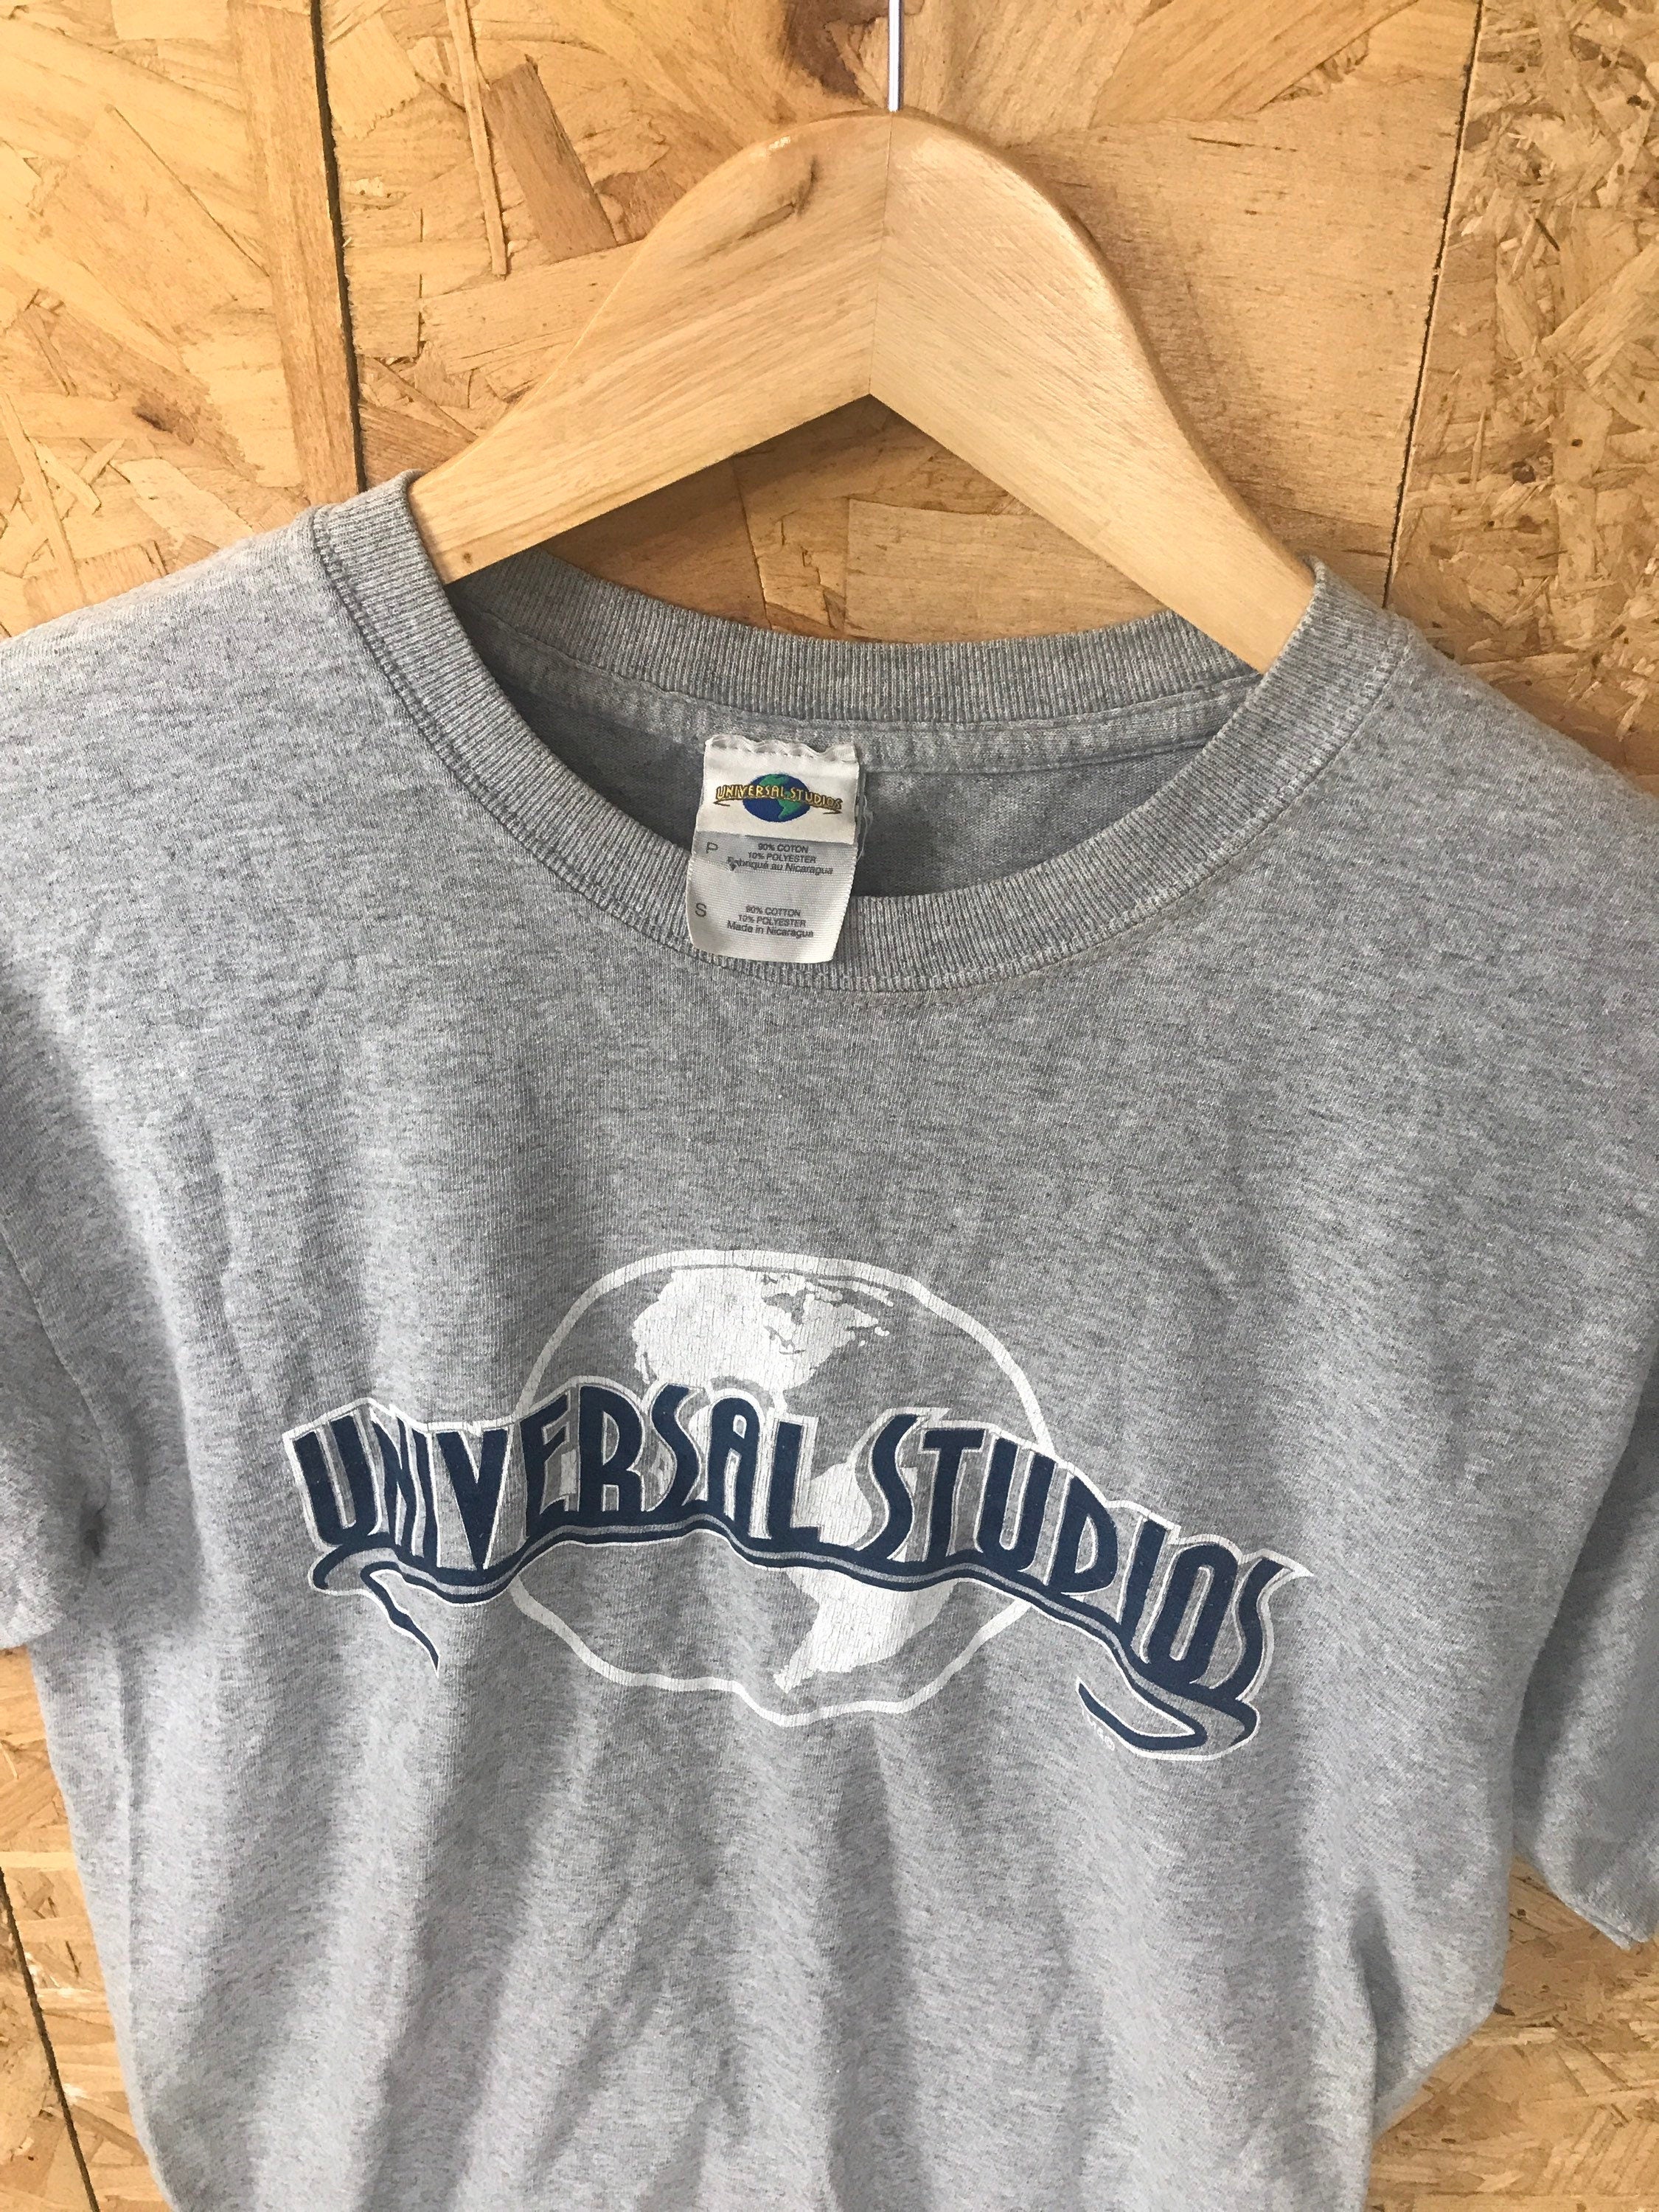 UNIVERSAL STUDIOS
P
90% COTON
10% POLYESTER
Fabriqué au Nicaragua
S
90% COTTON
10% POLYESTER
Made in Nicaragua
UNIVERSAL STUDIOS